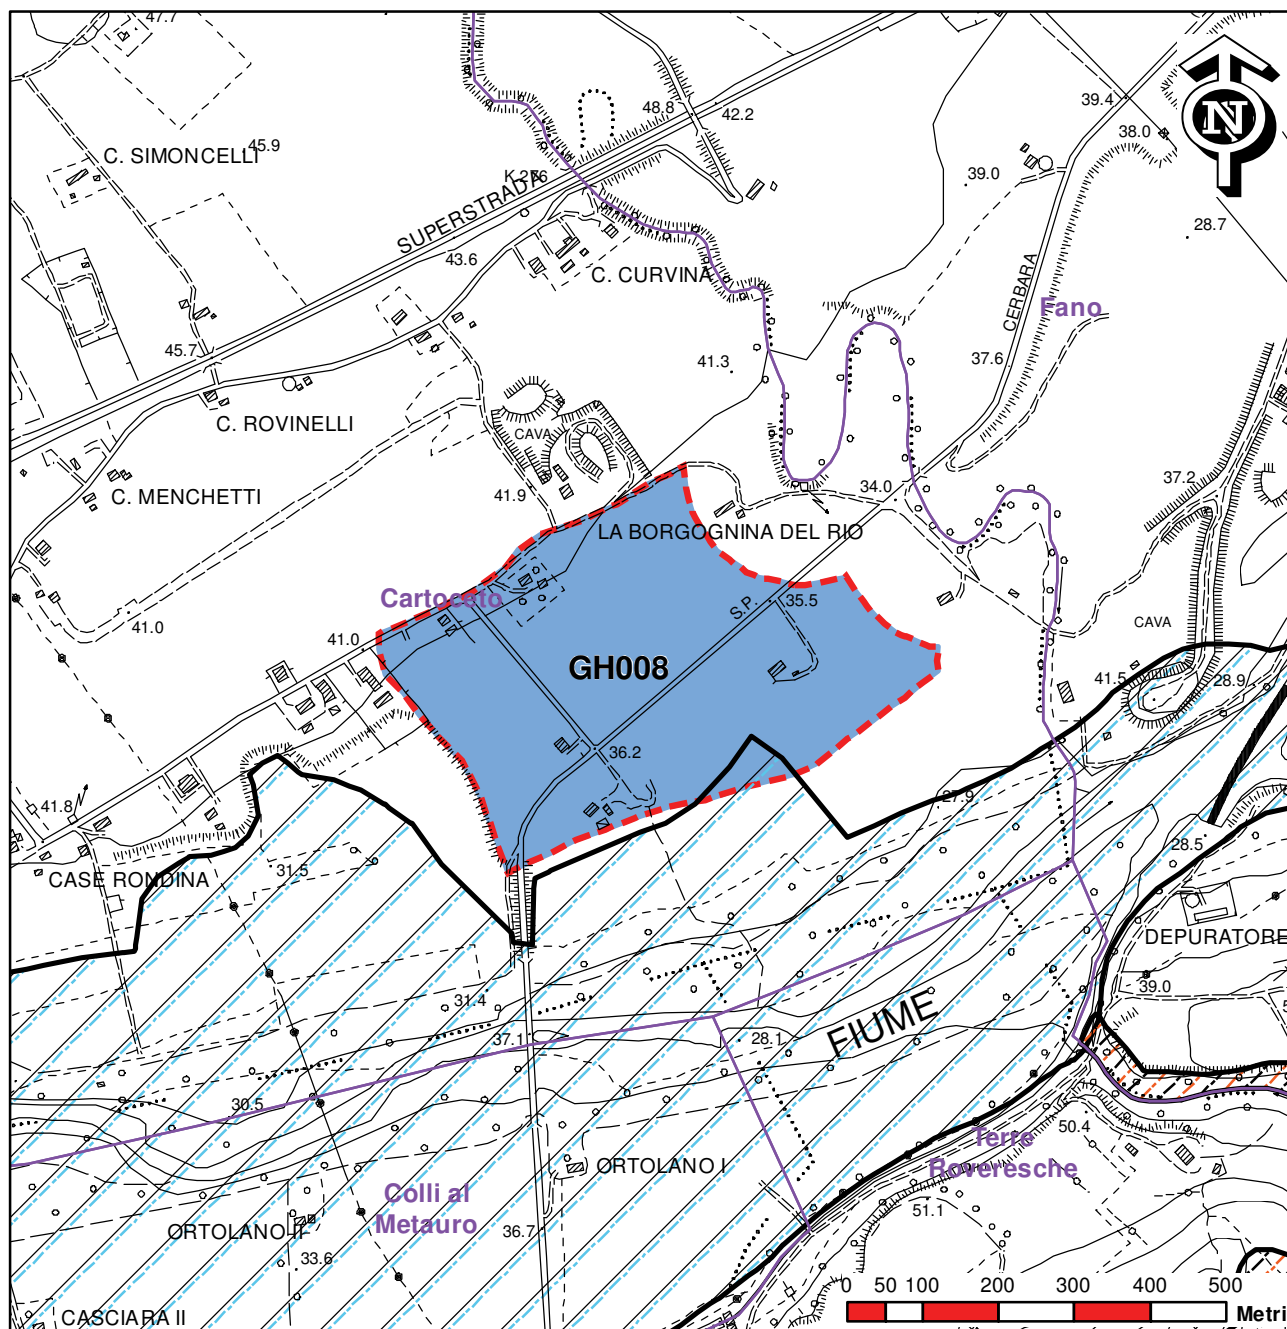 47.7
C. SIMONCELLI
45.9
48.8
42.2
39.4
38.0
N
SUPERSTRADA
43.6
39.0
28.7
C. CURVINA
CERBARA
Fano
45.7
41.3
37.6
C. ROVINELLI
CAVA
C. MENCHETTI
41.9
34.0
37.2
LA BORGOGNINA DEL RIO
Cartoceto
S.P.
35.5
41.0
41.0
CAVA
GH008
41.5
28.9
36.2
41.8
27.9
28.5
CASE RONDINA
31.5
DEPURATORE
31.4
39.0
37.1
28.1
FIUME
30.5
50.4
Terre
Roveresche
ORTOLANO I
Colli al
Metauro
51.1
ORTOLANO II
36.7
33.6
CASCIARA II
0 50 100 200 300 400 500
Metri